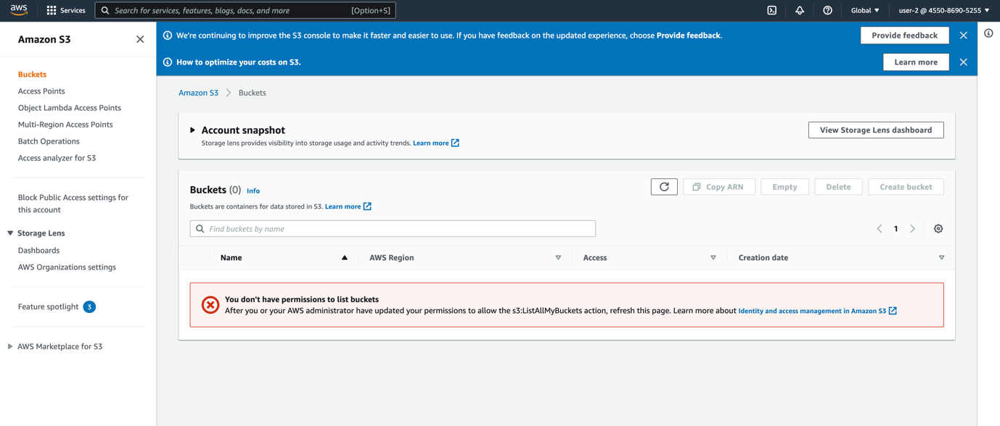 aws
Services
Search for services, features, blogs, docs, and more
[Option+S]
Global
user-2 @ 4550-8690-5255
Amazon S3
Buckets
Access Points
Object Lambda Access Points
Multi-Region Access Points
Batch Operations
Access analyzer for S3
Block Public Access settings for
this account
Storage Lens
Dashboards
AWS Organizations settings
Feature spotlight 3
AWS Marketplace for S3
We're continuing to improve the S3 console to make it faster and easier to use. If you have feedback on the updated experience, choose Provide feedback.
Provide feedback
How to optimize your costs on S3.
Learn more
Amazon S3 Buckets
Account snapshot
Storage lens provides visibility into storage usage and activity trends. Learn more
View Storage Lens dashboard
Buckets (0) Info
Buckets are containers for data stored in S3. Learn more
Copy ARN
Empty
Delete
Create bucket
Find buckets by name
1
Name
AWS Region
Access
Creation date
You don't have permissions to list buckets
After you or your AWS administrator have updated your permissions to allow the s3:ListAllMyBuckets action, refresh this page. Learn more about Identity and access management in Amazon S3